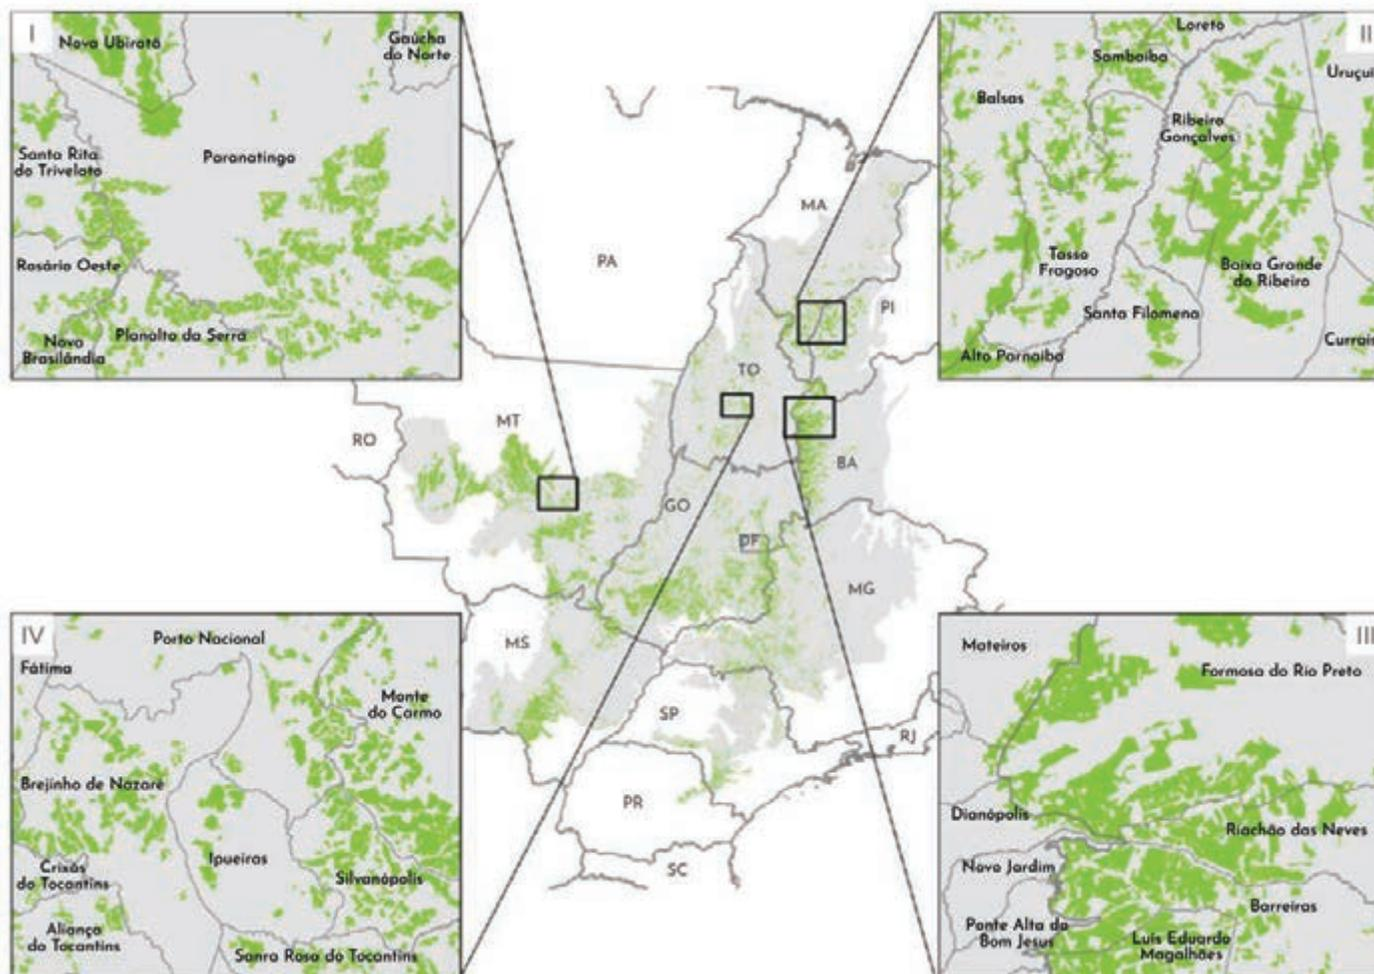 I
Nova Ubiratã
Gaúcha
do Norte
Santa Rita
do Trivelato
Paranatinga
Rosário Oeste
Nova
Brasilândia
Planalto da Serra
II
Loreto
Sambaíba
Uruçuí
Balsas
Ribeiro
Gonçalves
Tasso
Fragoso
Baixa Grande
do Ribeiro
Santa Filomena
Alto Parnaíba
Currais
MA
PA
PI
TO
RO
MT
BA
GO
DF
MG
MS
SP
RJ
PR
SC
IV
Porto Nacional
Fátima
Monte
do Carmo
Brejinho de Nazaré
Ipueiras
Crixás
do Tocantins
Silvanópolis
Aliança
do Tocantins
Sanra Rosa do Tocantins
III
Mateiros
Formosa do Rio Preto
Dianópolis
Riachão das Neves
Novo Jardim
Barreiras
Ponte Alta do
Bom Jesus
Luís Eduardo
Magalhães